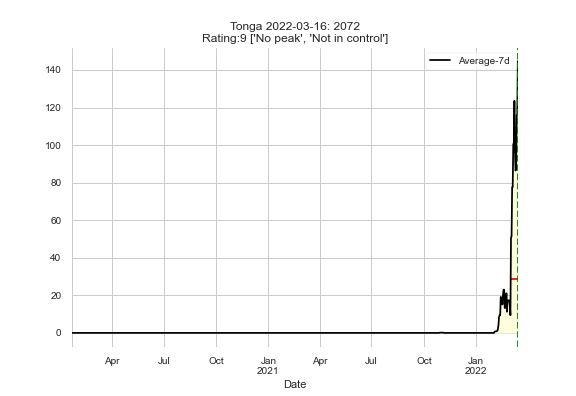 Tonga 2022-03-16: 2072
Rating:9 ['No peak', 'Not in control']
Average-7d
140
120
100
80
60
40
20
0
Apr Jul Oct Jan Apr Jul Oct Jan
2021 2022
Date